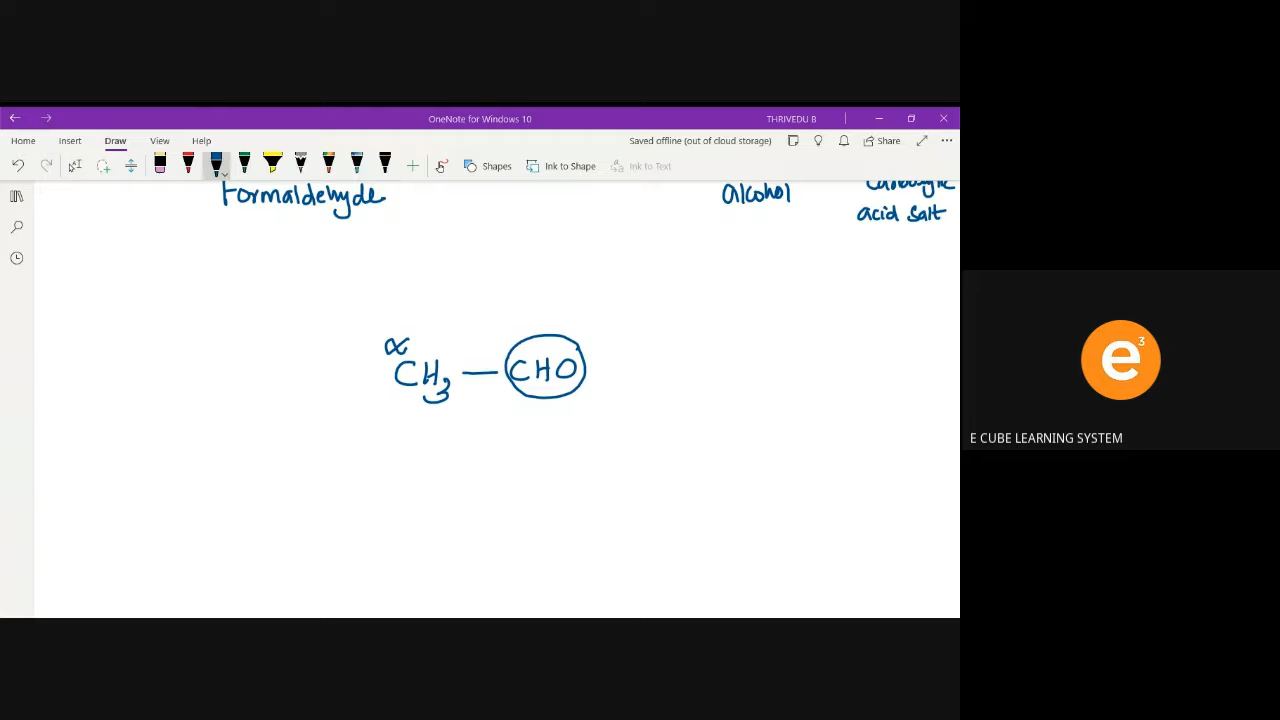 OneNote for Windows 10
THRIVEDU B
Home Insert Draw View Help
Saved offline (out of cloud storage)
Share
Shapes
Ink to Shape
Ink to Text
Formaldehyde
alcohol
acid salt
α
CH3 — CHO
e3
E CUBE LEARNING SYSTEM